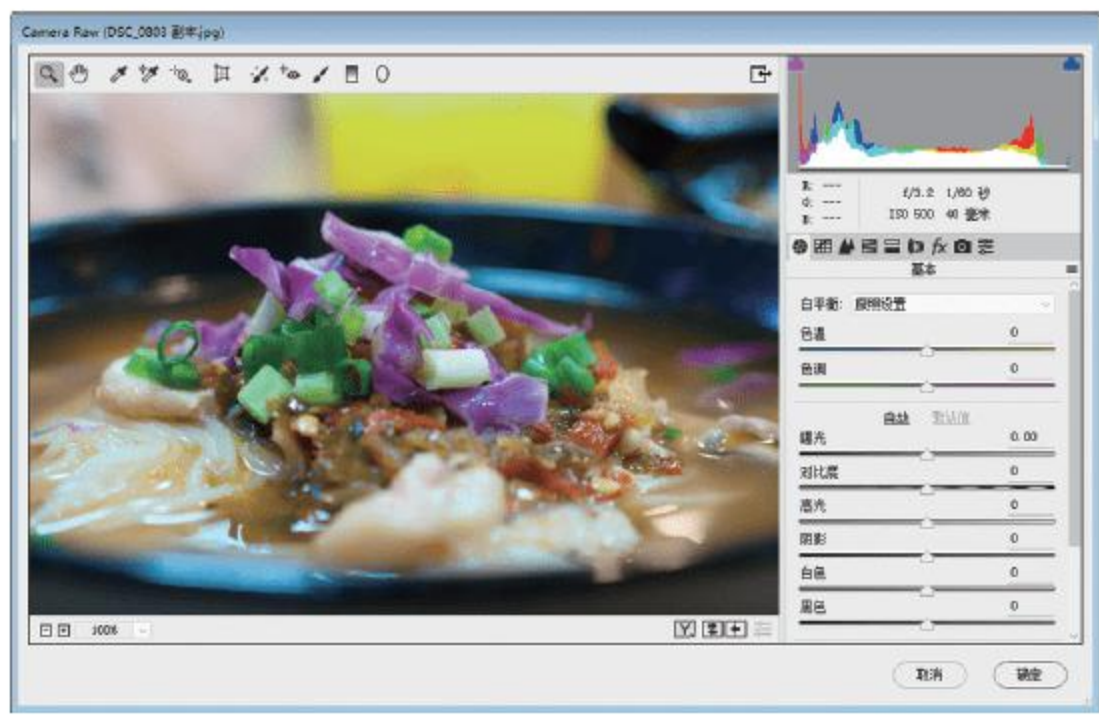 Camera Raw (DSC_0803 副本.jpg)
R: ---
G: ---
B: ---
f/3.2 1/60 秒
ISO 500 40 毫米
fx
基本
白平衡: 原照设置
色温 0
色调 0
自动 默认值
曝光 0.00
对比度 0
高光 0
阴影 0
白色 0
黑色 0
100%
Y
取消 确定